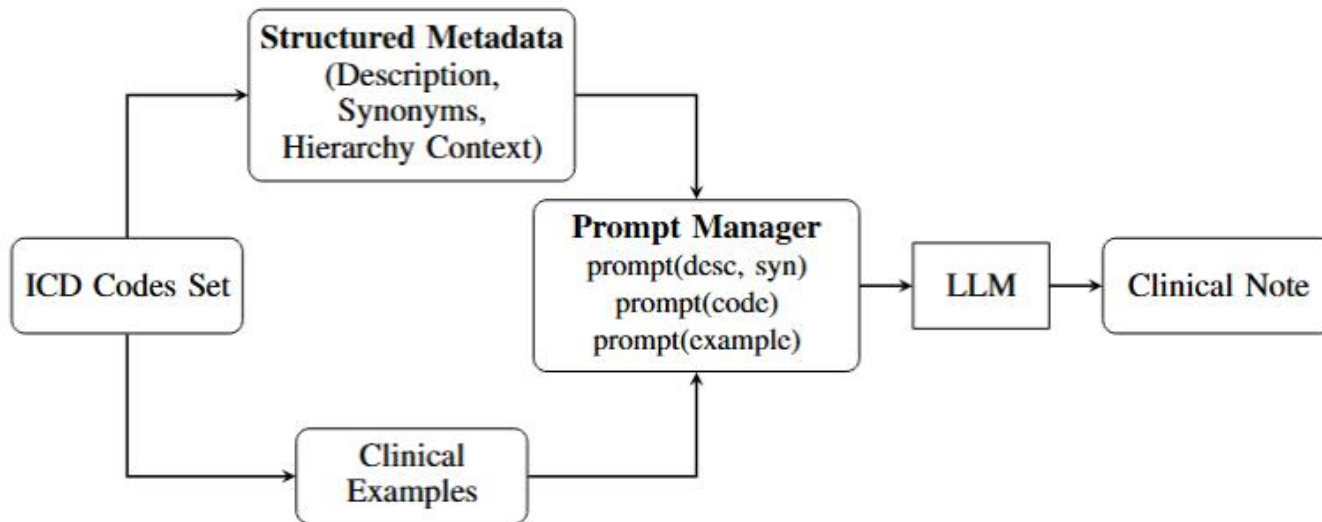 Structured Metadata
(Description,
Synonyms,
Hierarchy Context)
ICD Codes Set
Prompt Manager
prompt(desc, syn)
prompt(code)
prompt(example)
LLM
Clinical Note
Clinical
Examples